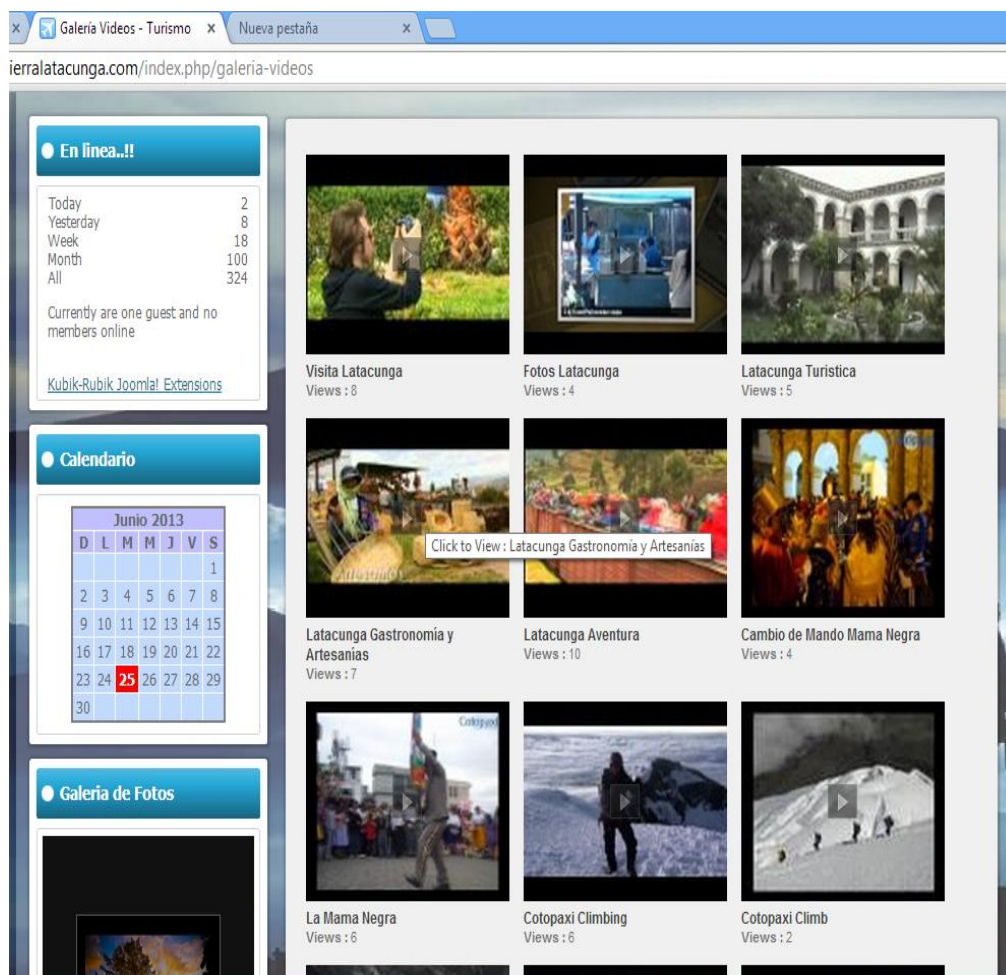 Galería Videos - Turismo
Nueva pestaña
ierralatacunga.com/index.php/galeria-videos
En linea..!!
Today 2
Yesterday 8
Week 18
Month 100
All 324
Currently are one guest and no
members online
Kubik-Rubik Joomla! Extensions
Calendario
Junio 2013
D L M M J V S
1
2 3 4 5 6 7 8
9 10 11 12 13 14 15
16 17 18 19 20 21 22
23 24 25 26 27 28 29
30
Galeria de Fotos
Visita Latacunga
Views : 8
Fotos Latacunga
Views : 4
Latacunga Turistica
Views : 5
Click to View : Latacunga Gastronomía y Artesanías
Latacunga Gastronomía y
Artesanías
Views : 7
Latacunga Aventura
Views : 10
Cotopaxi
Cambio de Mando Mama Negra
Views : 4
Cotopaxi
La Mama Negra
Views : 6
Cotopaxi Climbing
Views : 6
Cotopaxi Climb
Views : 2